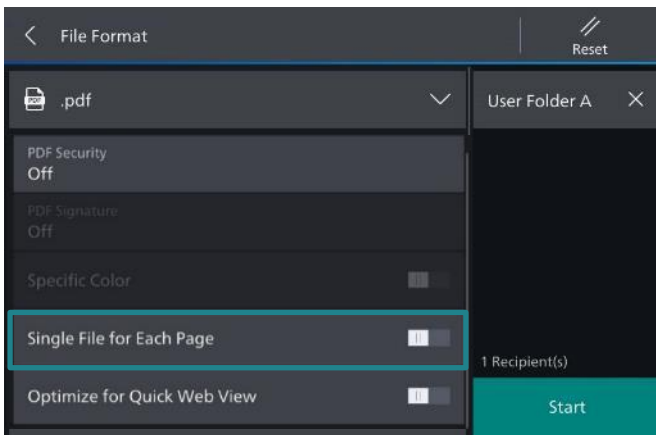 File Format
Reset
PDF
.pdf
User Folder A
PDF Security
Off
PDF Signature
Off
Specific Color
Single File for Each Page
1 Recipient(s)
Optimize for Quick Web View
Start